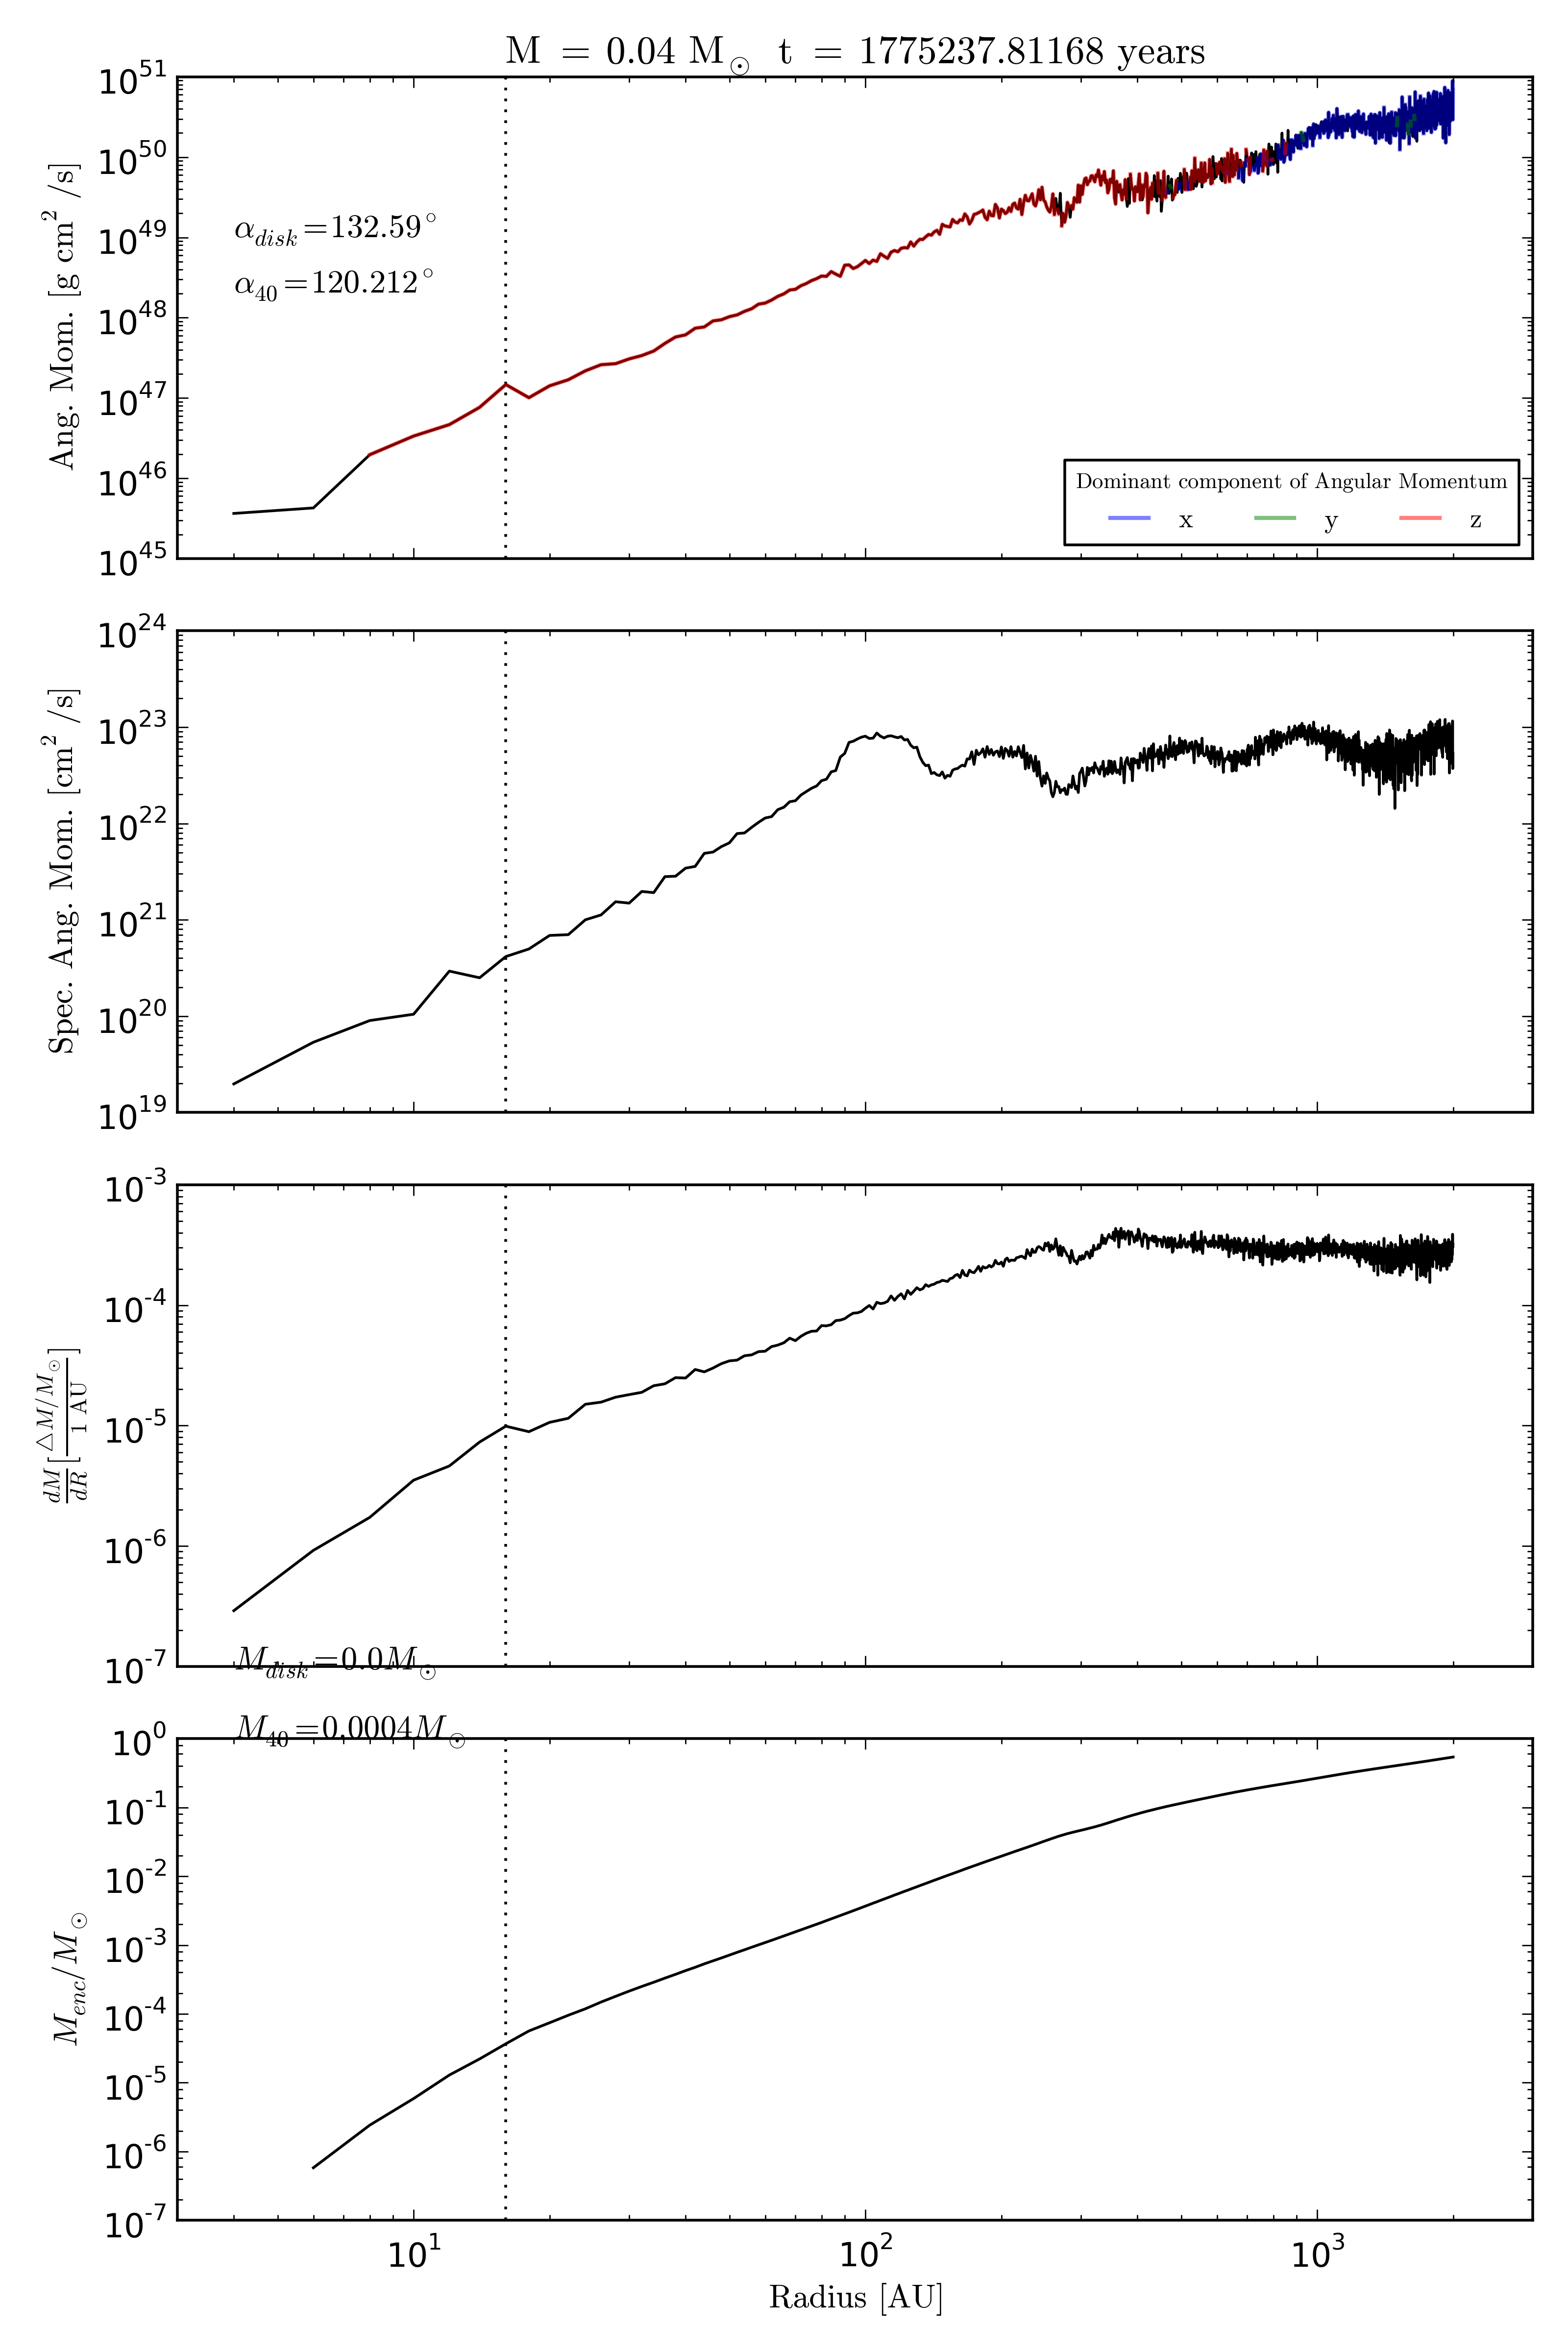 M = 0.04 M⊙ t = 1775237.81168 years
10^51
10^50
10^49
10^48
10^47
10^46
10^45
Ang. Mom. [g cm^2 /s]
α_disk=132.59°
α_40=120.212°
Dominant component of Angular Momentum
x y z
10^24
10^23
10^22
10^21
10^20
10^19
Spec. Ang. Mom. [cm^2 /s]
10^-3
10^-4
10^-5
10^-6
10^-7
dM/dR [△M/M⊙ / 1 AU]
M_disk=0.0M⊙
M_40=0.0004M⊙
10^0
10^-1
10^-2
10^-3
10^-4
10^-5
10^-6
10^-7
M_enc/M⊙
10^1 10^2 10^3
Radius [AU]